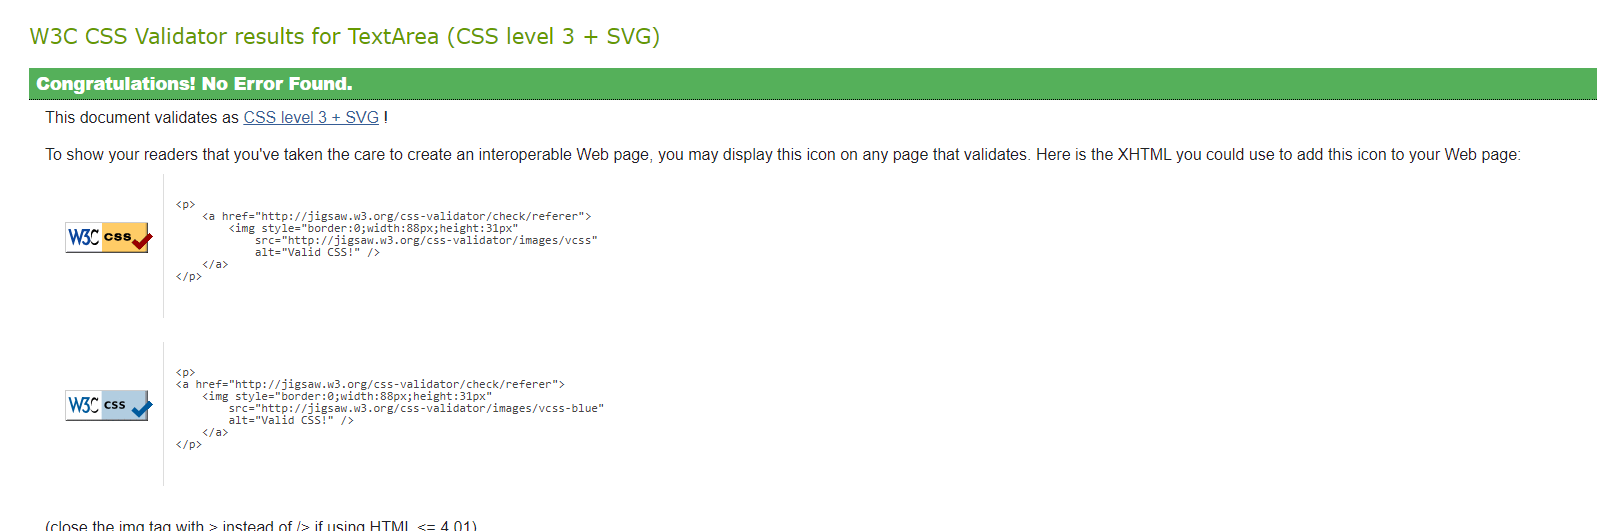 W3C CSS Validator results for TextArea (CSS level 3 + SVG)
Congratulations! No Error Found.
This document validates as CSS level 3 + SVG !
To show your readers that you've taken the care to create an interoperable Web page, you may display this icon on any page that validates. Here is the XHTML you could use to add this icon to your Web page:
W3C css
<p>
<a href="http://jigsaw.w3.org/css-validator/check/referer">
<img style="border:0;width:88px;height:31px"
src="http://jigsaw.w3.org/css-validator/images/vcss"
alt="Valid CSS!" />
</a>
</p>
W3C css
<p>
<a href="http://jigsaw.w3.org/css-validator/check/referer">
<img style="border:0;width:88px;height:31px"
src="http://jigsaw.w3.org/css-validator/images/vcss-blue"
alt="Valid CSS!" />
</a>
</p>
(close the img tag with > instead of /> if using HTML <= 4.01)